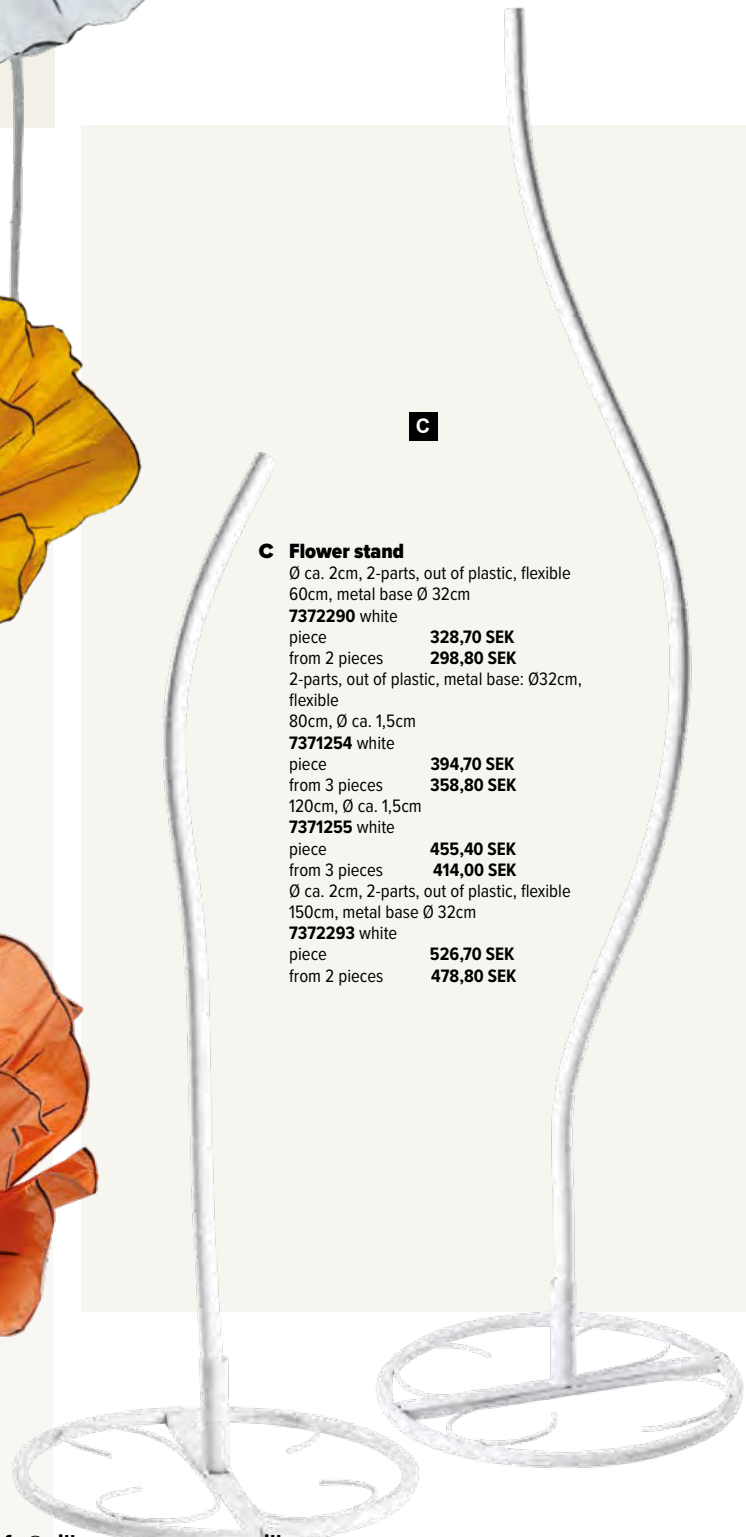 C
C Flower stand
Ø ca. 2cm, 2-parts, out of plastic, flexible
60cm, metal base Ø 32cm
7372290 white
piece 328,70 SEK
from 2 pieces 298,80 SEK
2-parts, out of plastic, metal base: Ø32cm,
flexible
80cm, Ø ca. 1,5cm
7371254 white
piece 394,70 SEK
from 3 pieces 358,80 SEK
120cm, Ø ca. 1,5cm
7371255 white
piece 455,40 SEK
from 3 pieces 414,00 SEK
Ø ca. 2cm, 2-parts, out of plastic, flexible
150cm, metal base Ø 32cm
7372293 white
piece 526,70 SEK
from 2 pieces 478,80 SEK